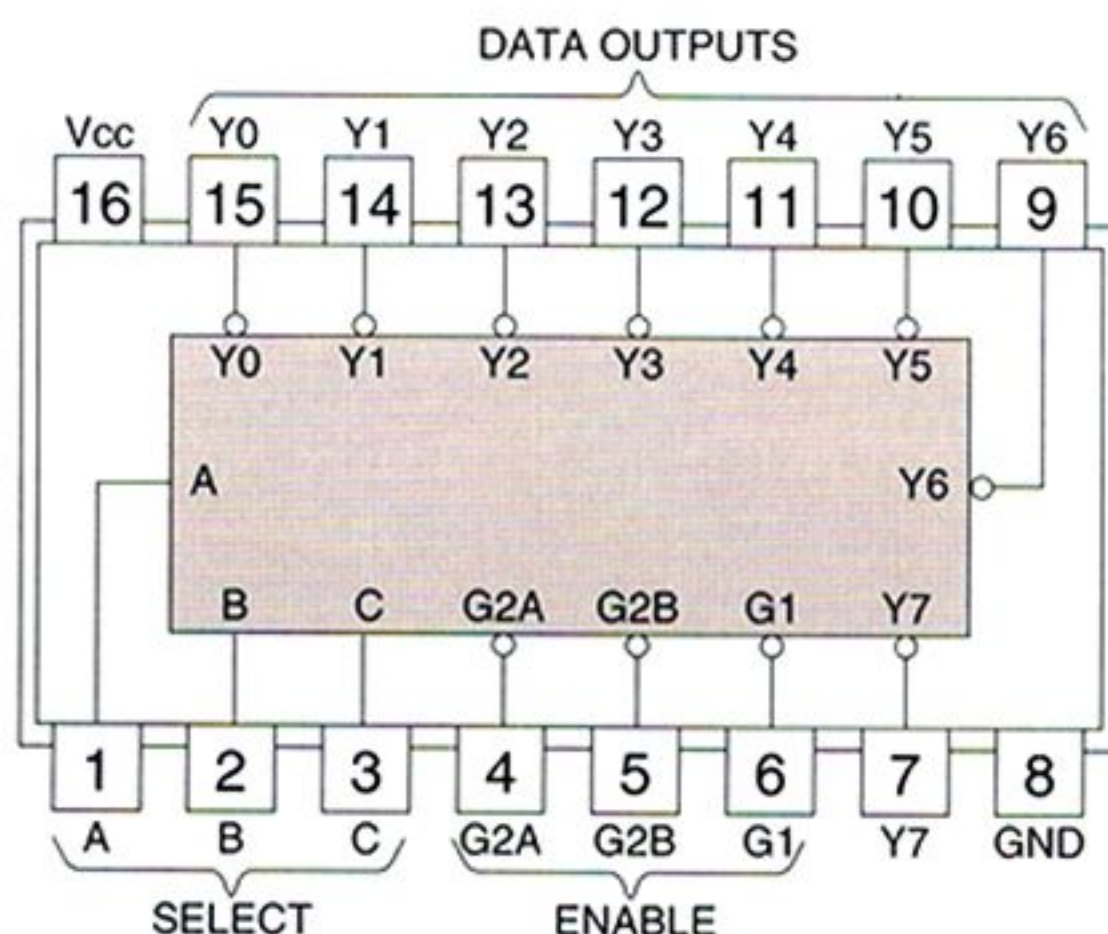 DATA OUTPUTS
Vcc Y0 Y1 Y2 Y3 Y4 Y5 Y6
16 15 14 13 12 11 10 9
Y0 Y1 Y2 Y3 Y4 Y5
A Y6
B C G2A G2B G1 Y7
1 2 3 4 5 6 7 8
A B C G2A G2B G1 Y7 GND
SELECT ENABLE